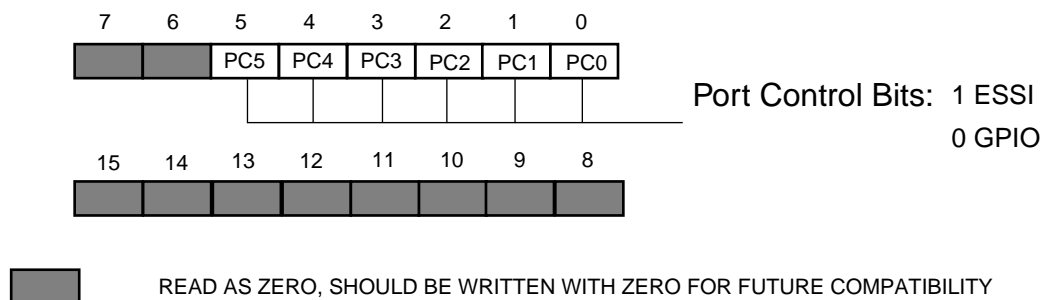 7 6 5 4 3 2 1 0
PC5 PC4 PC3 PC2 PC1 PC0
Port Control Bits: 1 ESSI
0 GPIO
15 14 13 12 11 10 9 8
READ AS ZERO, SHOULD BE WRITTEN WITH ZERO FOR FUTURE COMPATIBILITY